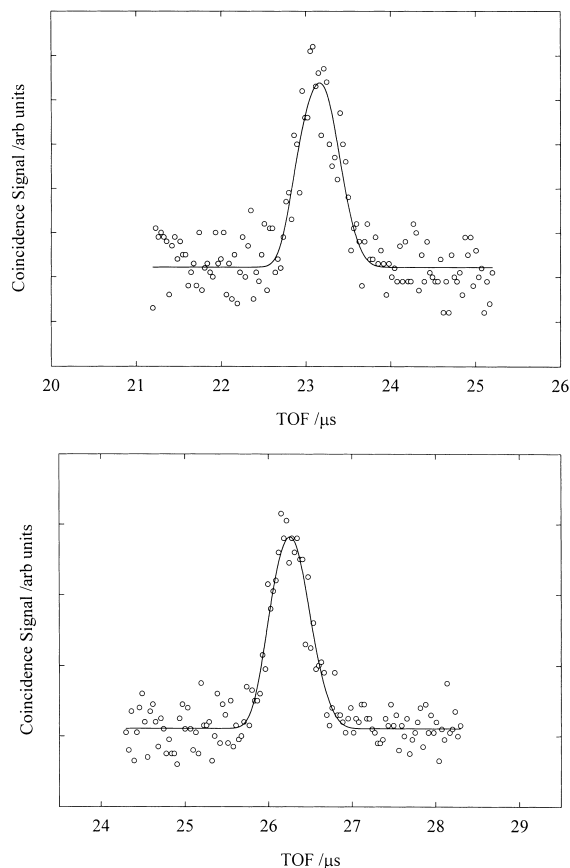 Coincidence Signal /arb units
20 21 22 23 24 25 26
TOF /μs
Coincidence Signal /arb units
24 25 26 27 28 29
TOF /μs